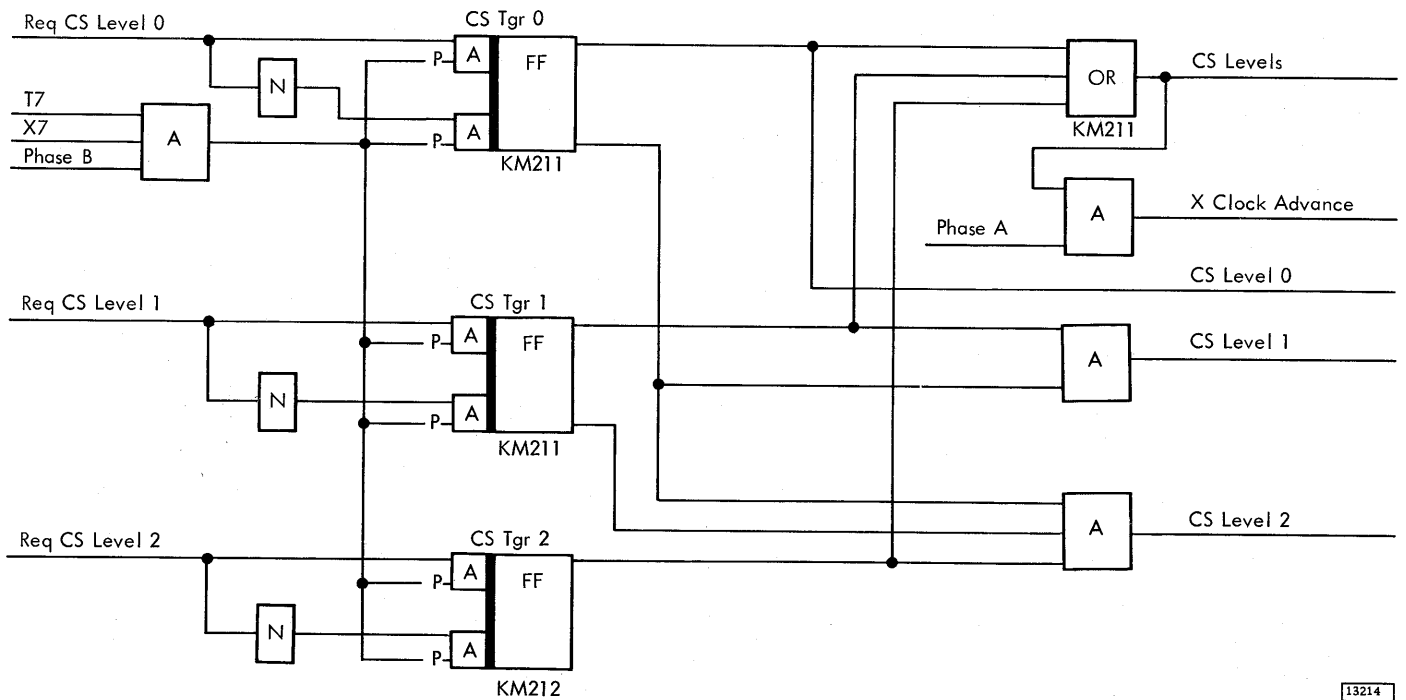 Req CS Level 0
CS Tgr 0
P
A
FF
N
A
P
KM211
T7
X7
Phase B
A
OR
KM211
CS Levels
A
Phase A
X Clock Advance
CS Level 0
Req CS Level 1
CS Tgr 1
P
A
FF
N
A
P
KM211
A
CS Level 1
Req CS Level 2
CS Tgr 2
P
A
FF
N
A
P
KM212
A
CS Level 2
13214